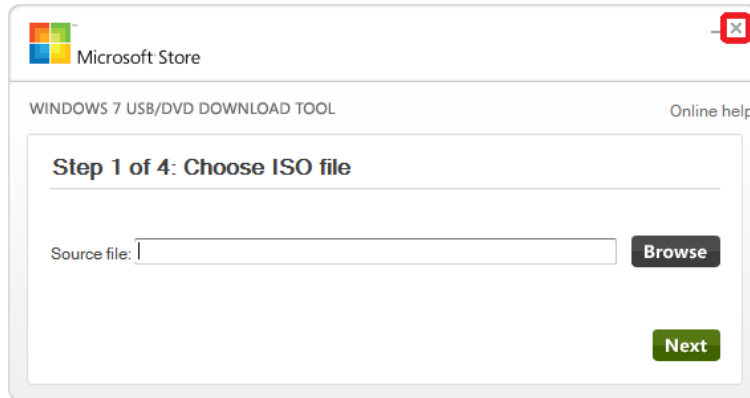 Microsoft Store
WINDOWS 7 USB/DVD DOWNLOAD TOOL
Online help
Step 1 of 4: Choose ISO file
Source file:
Browse
Next